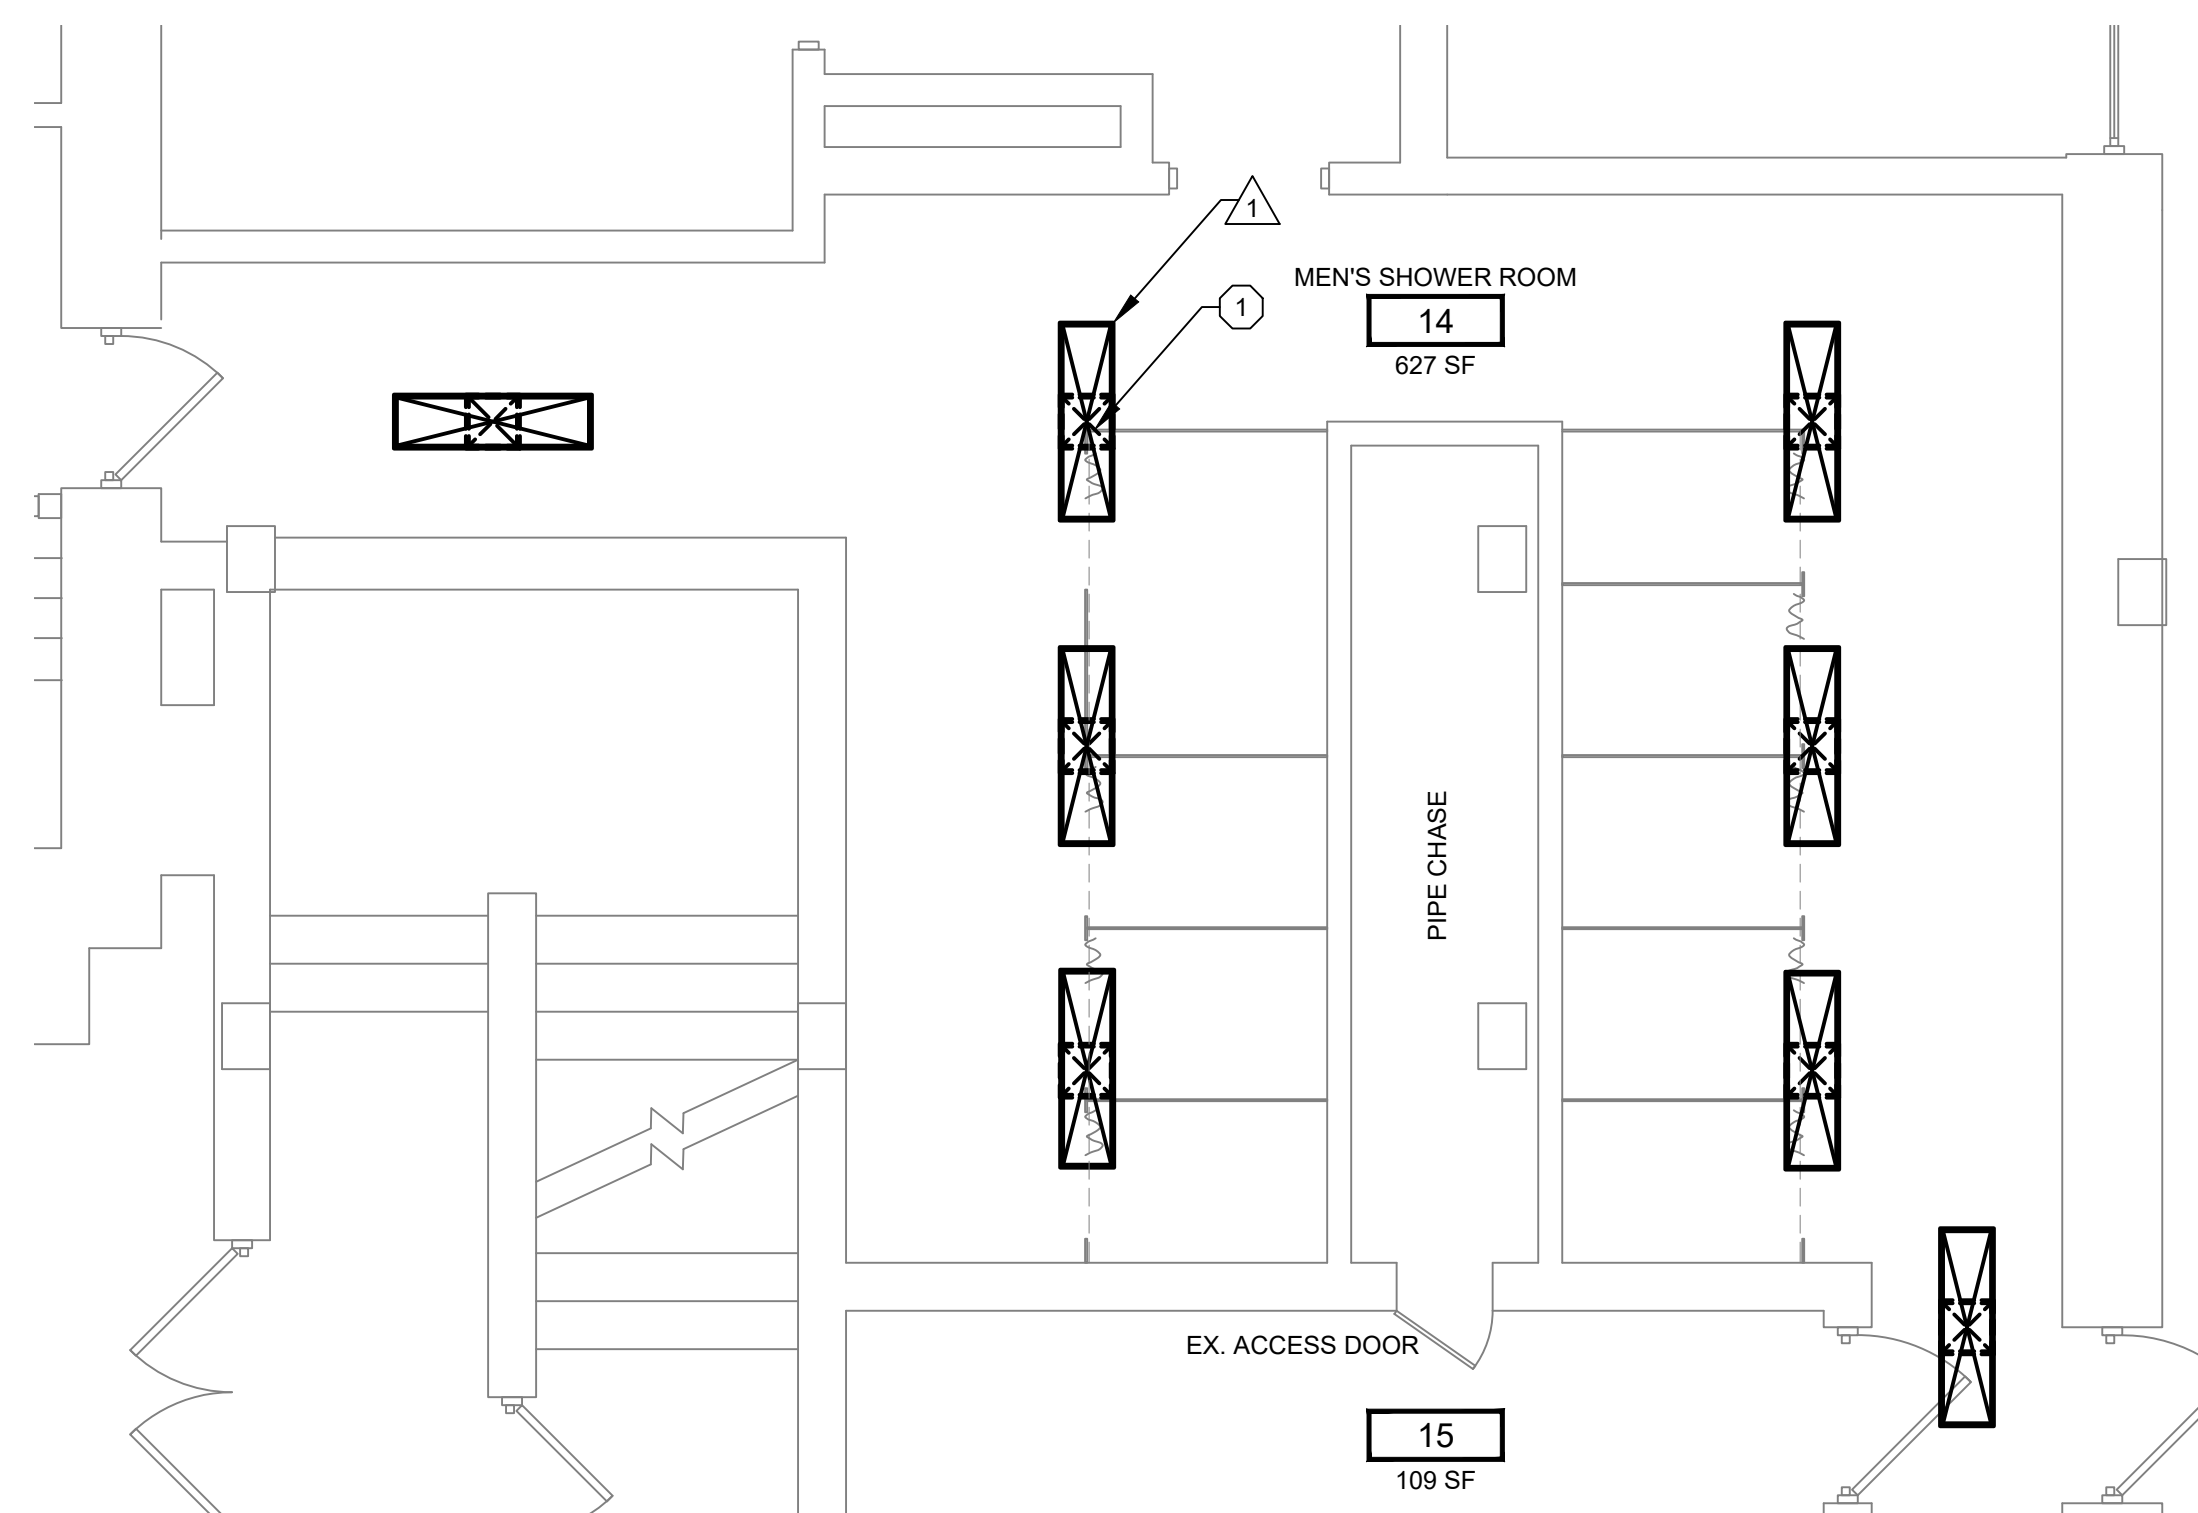 1
MEN'S SHOWER ROOM
1
14
627 SF
PIPE CHASE
EX. ACCESS DOOR
15
109 SF